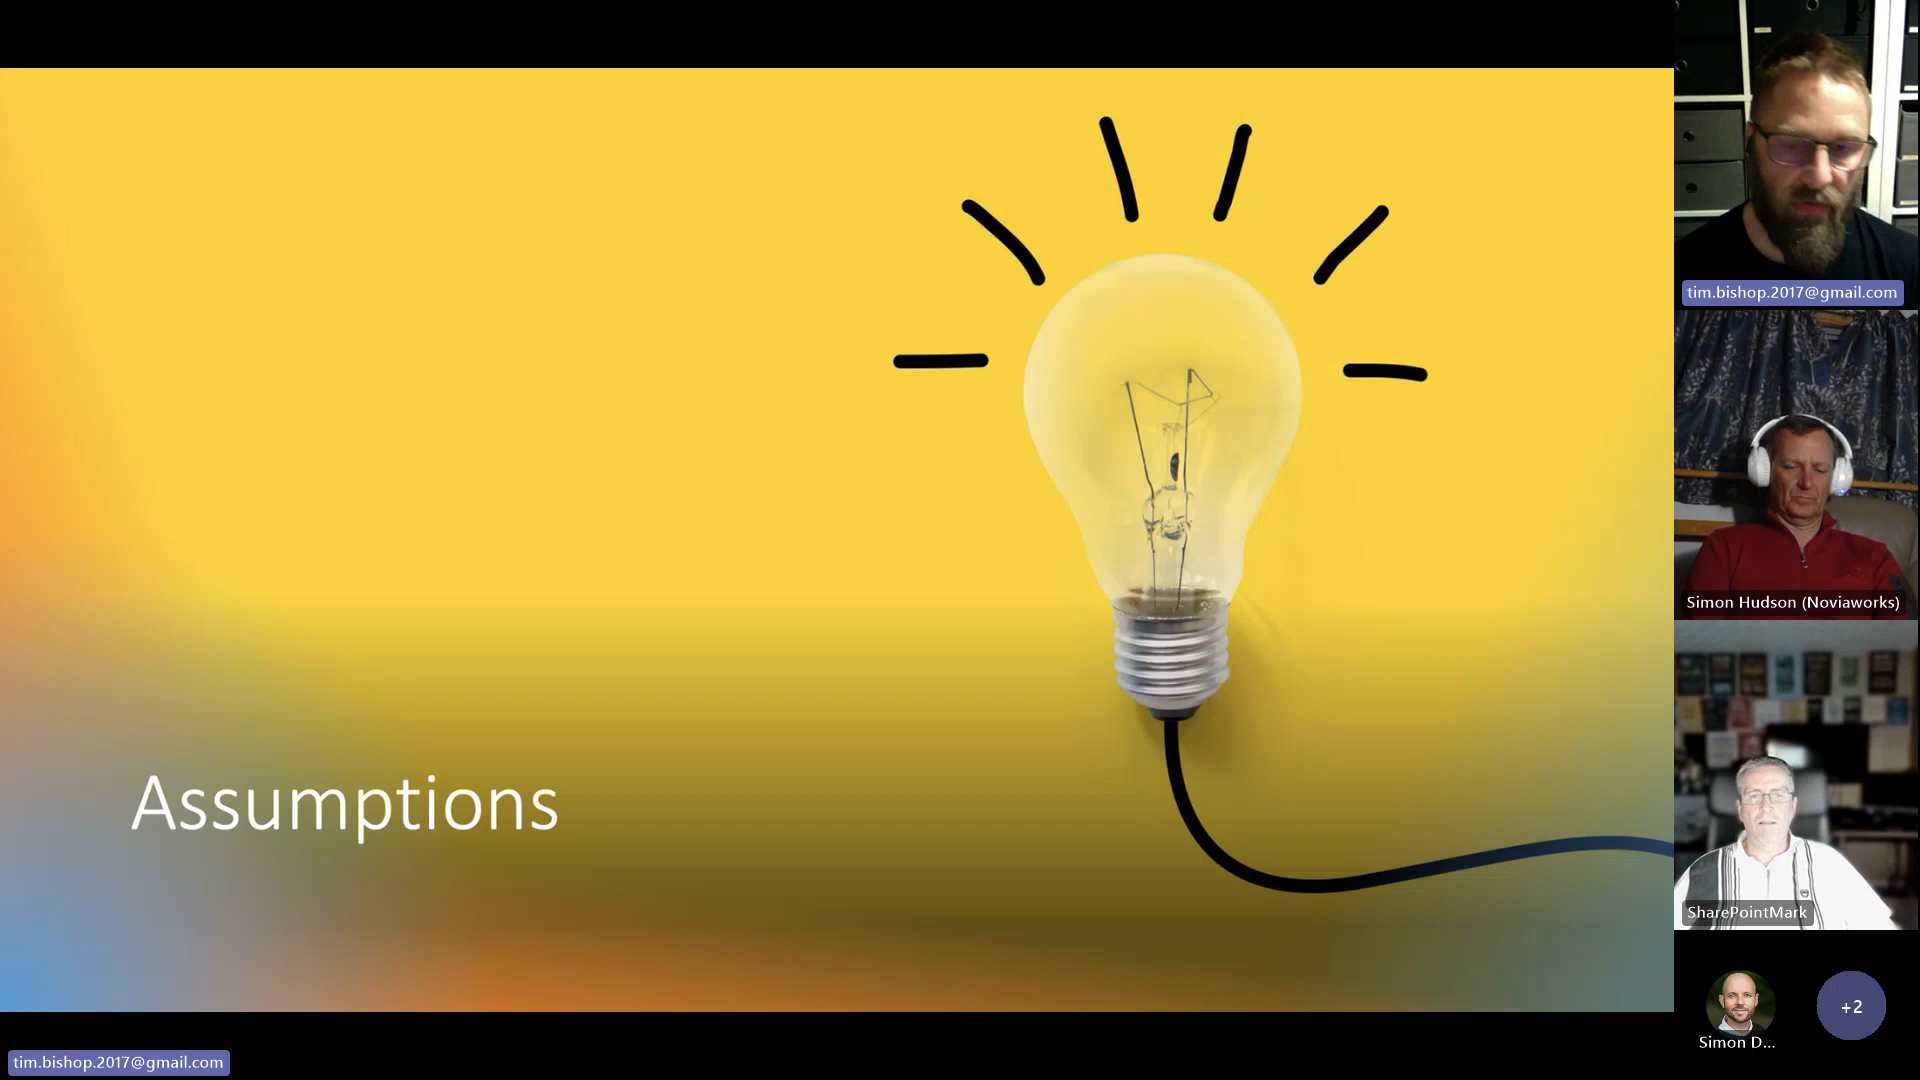 Assumptions
tim.bishop.2017@gmail.com
Simon Hudson (Noviaworks)
SharePointMark
Simon D...
+2
tim.bishop.2017@gmail.com